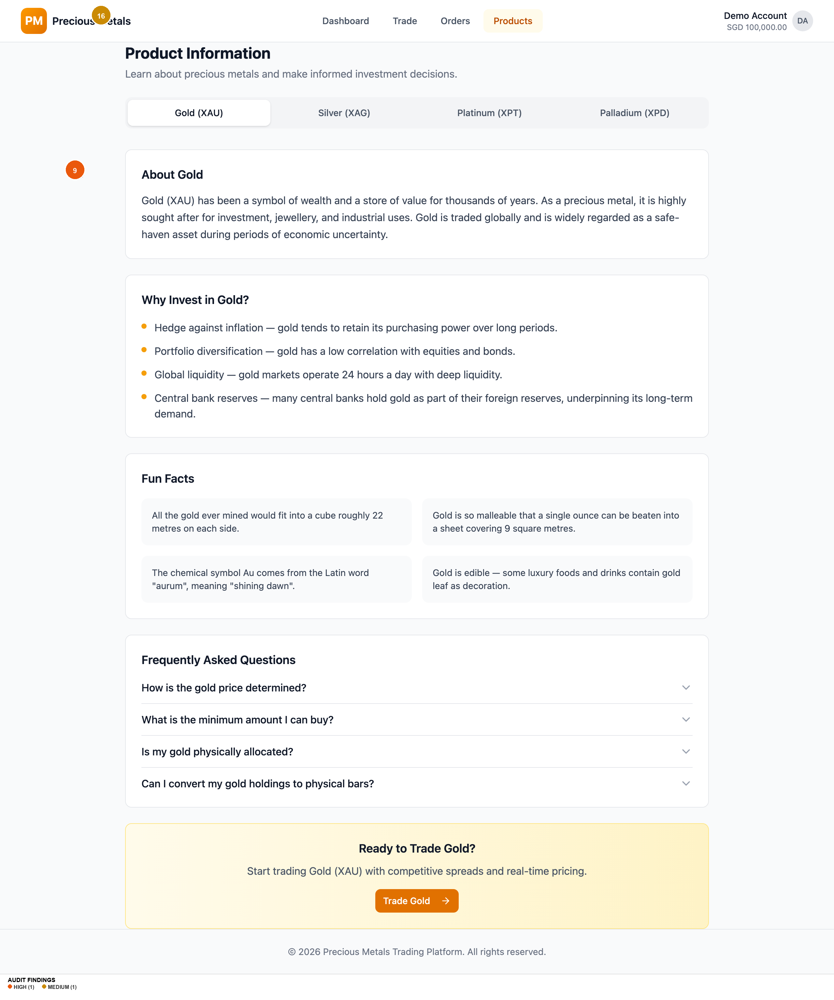 PM
Precious etals
16
Dashboard
Trade
Orders
Products
Demo Account
SGD 100,000.00
DA
Product Information
Learn about precious metals and make informed investment decisions.
Gold (XAU)
Silver (XAG)
Platinum (XPT)
Palladium (XPD)
9
About Gold
Gold (XAU) has been a symbol of wealth and a store of value for thousands of years. As a precious metal, it is highly
sought after for investment, jewellery, and industrial uses. Gold is traded globally and is widely regarded as a safe-
haven asset during periods of economic uncertainty.
Why Invest in Gold?
Hedge against inflation — gold tends to retain its purchasing power over long periods.
Portfolio diversification — gold has a low correlation with equities and bonds.
Global liquidity — gold markets operate 24 hours a day with deep liquidity.
Central bank reserves — many central banks hold gold as part of their foreign reserves, underpinning its long-term
demand.
Fun Facts
All the gold ever mined would fit into a cube roughly 22
metres on each side.
Gold is so malleable that a single ounce can be beaten into
a sheet covering 9 square metres.
The chemical symbol Au comes from the Latin word
"aurum", meaning "shining dawn".
Gold is edible — some luxury foods and drinks contain gold
leaf as decoration.
Frequently Asked Questions
How is the gold price determined?
What is the minimum amount I can buy?
Is my gold physically allocated?
Can I convert my gold holdings to physical bars?
Ready to Trade Gold?
Start trading Gold (XAU) with competitive spreads and real-time pricing.
Trade Gold →
© 2026 Precious Metals Trading Platform. All rights reserved.
AUDIT FINDINGS
HIGH (1)
MEDIUM (1)